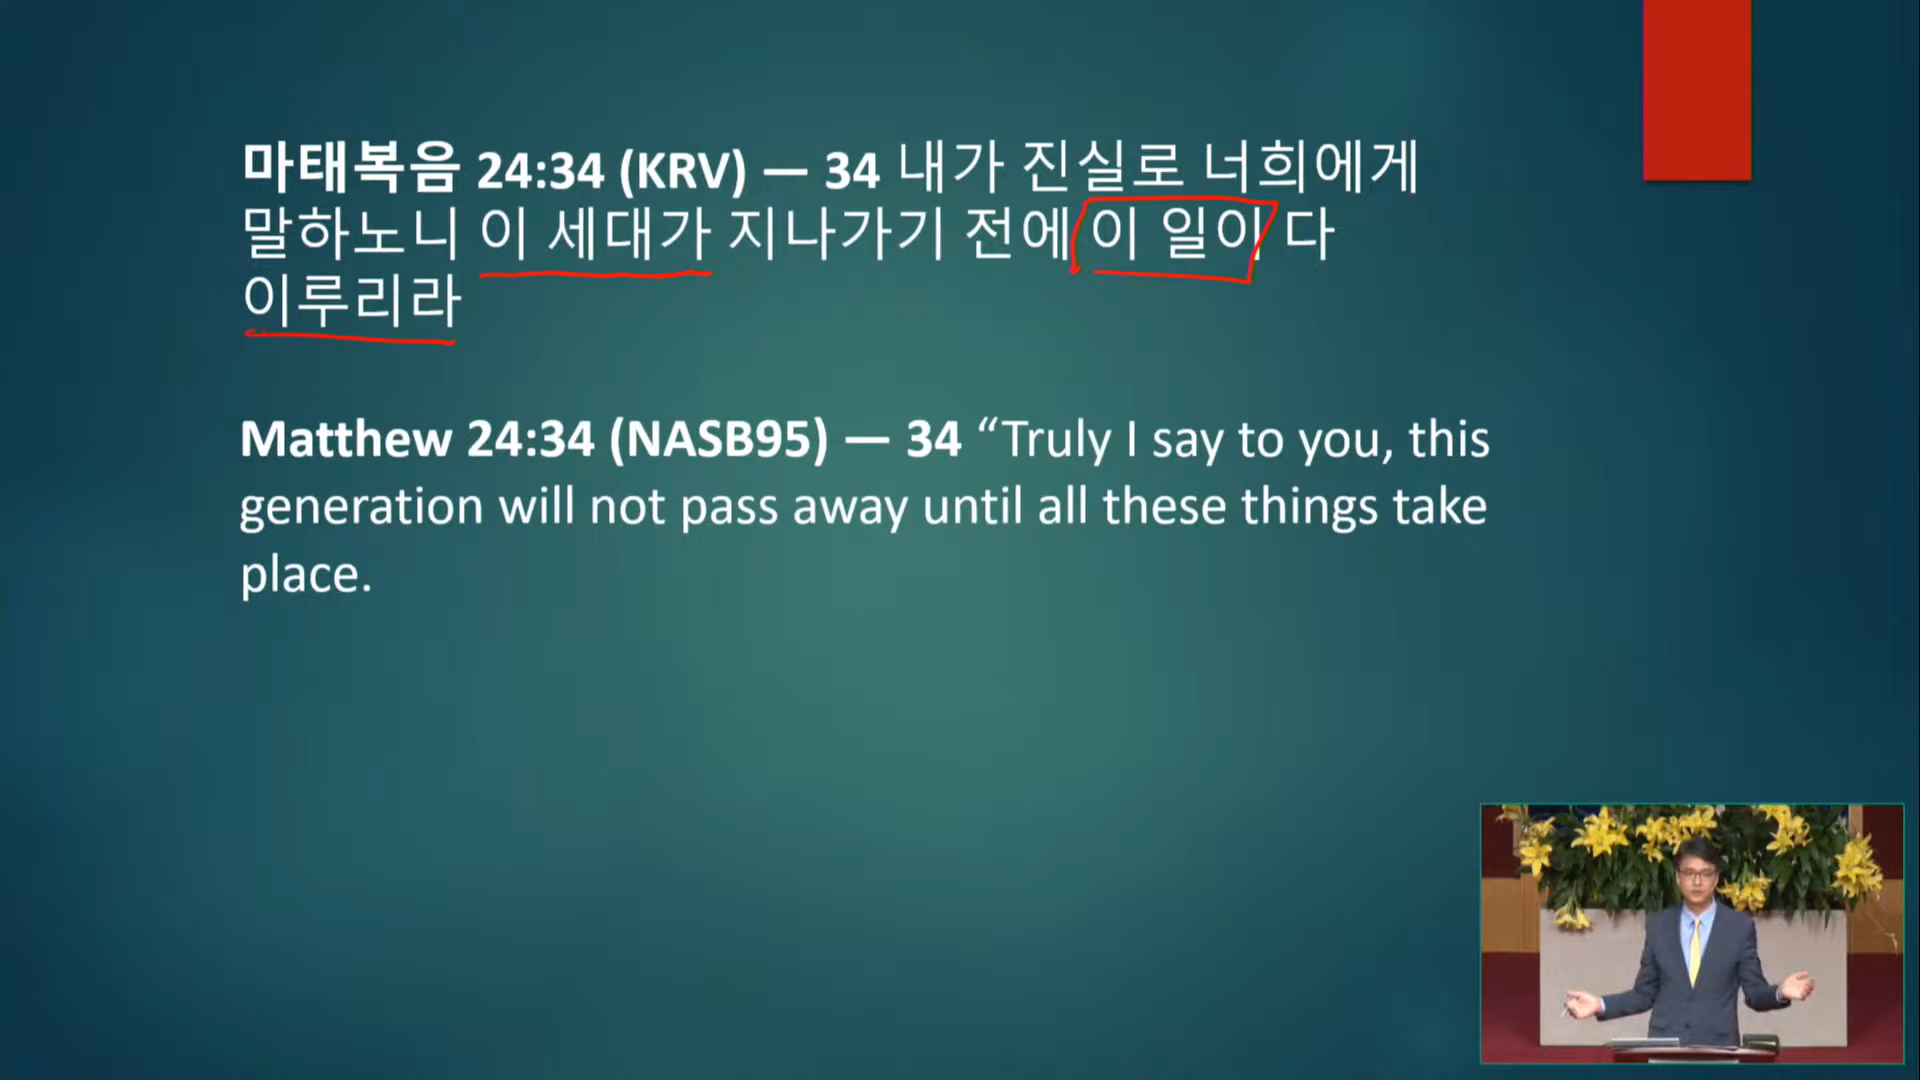 마태복음 24:34 (KRV) — 34 내가 진실로 너희에게
말하노니 이 세대가 지나가기 전에 이 일이 다
이루리라
Matthew 24:34 (NASB95) — 34 “Truly I say to you, this
generation will not pass away until all these things take
place.